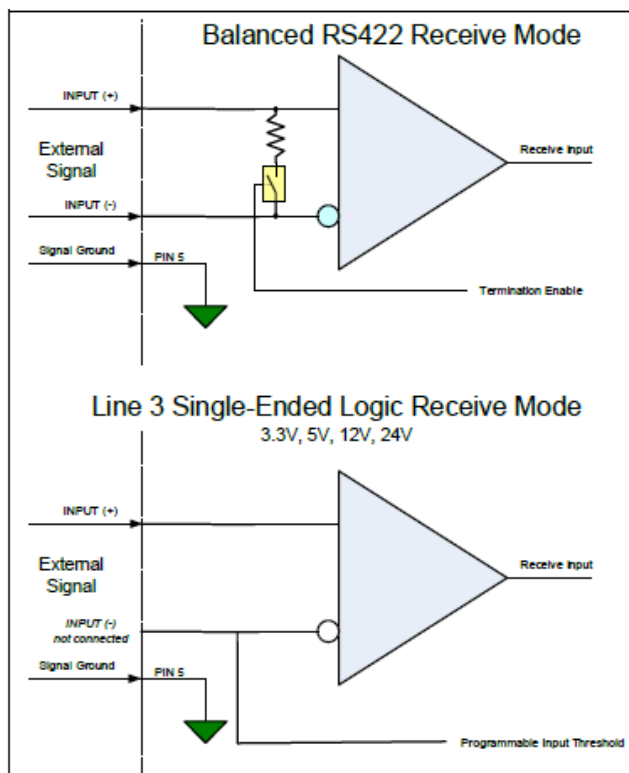 Balanced RS422 Receive Mode
INPUT (+)
Receive Input
External
Signal
INPUT (-)
Signal Ground
PIN 5
Termination Enable
Line 3 Single-Ended Logic Receive Mode
3.3V, 5V, 12V, 24V
INPUT (+)
Receive Input
External
Signal
INPUT (-)
not connected
Signal Ground
PIN 5
Programmable Input Threshold